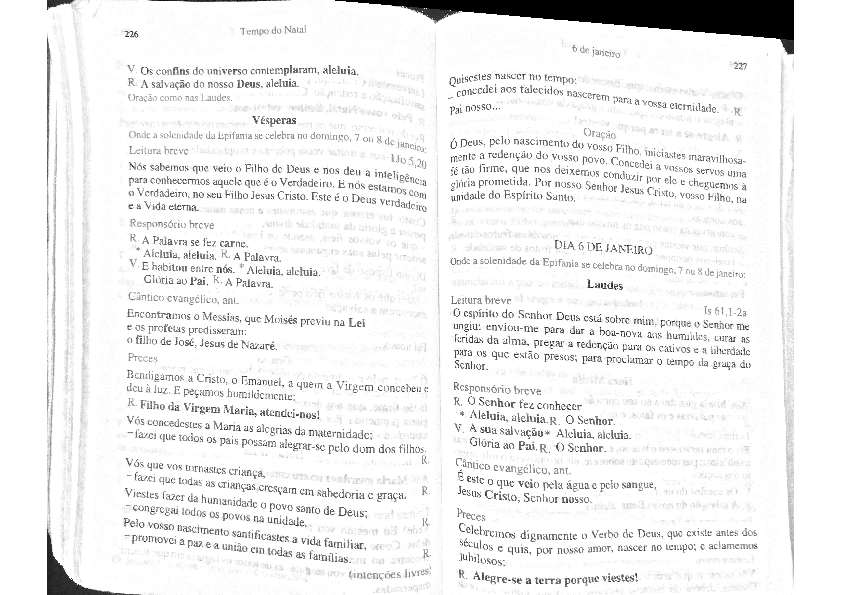 226
Tempo do Natal
V. Os confins do universo contemplaram, aleluia.
R. A salvação do nosso Deus, aleluia.
Oração como nas Laudes.
Vésperas
Onde a solenidade da Epifania se celebra no domingo, 7 ou 8 de janeiro:
Leitura breve 1Jo 5,20
Nós sabemos que veio o Filho de Deus e nos deu a inteligência
para conhecermos aquele que é o Verdadeiro. E nós estamos com
o Verdadeiro, no seu Filho Jesus Cristo. Este é o Deus verdadeiro
e a Vida eterna.
Responsório breve
R. A Palavra se fez carne.
* Aleluia, aleluia. R. A Palavra.
V. E habitou entre nós. * Aleluia, aleluia.
Glória ao Pai. R. A Palavra.
Cântico evangélico, ant.
Encontramos o Messias, que Moisés previu na Lei
e os profetas predisseram:
o filho de José, Jesus de Nazaré.
Preces
Bendigamos a Cristo, o Emanuel, a quem a Virgem concebeu e
deu à luz. E peçamos humildemente:
R. Filho da Virgem Maria, atendei-nos!
Vós concedestes a Maria as alegrias da maternidade;
– fazei que todos os pais possam alegrar-se pelo dom dos filhos.
R.
Vós que vos tornastes criança,
– fazei que todas as crianças cresçam em sabedoria e graça. R.
Viestes fazer da humanidade o povo santo de Deus;
– congregai todos os povos na unidade. R.
Pelo vosso nascimento santificastes a vida familiar,
– promovei a paz e a união em todas as famílias. R.
(intenções livres)
6 de janeiro
227
Quisestes nascer no tempo:
– concedei aos falecidos nascerem para a vossa eternidade. R.
Pai nosso...
Oração
Ó Deus, pelo nascimento do vosso Filho, iniciastes maravilhosa-
mente a redenção do vosso povo. Concedei a vossos servos uma
fé tão firme, que nos deixemos conduzir por ele e cheguemos à
glória prometida. Por nosso Senhor Jesus Cristo, vosso Filho, na
unidade do Espírito Santo.
DIA 6 DE JANEIRO
Onde a solenidade da Epifania se celebra no domingo, 7 ou 8 de janeiro:
Laudes
Leitura breve Is 61,1-2a
O espírito do Senhor Deus está sobre mim, porque o Senhor me
ungiu: enviou-me para dar a boa-nova aos humildes, curar as
feridas da alma, pregar a redenção para os cativos e a liberdade
para os que estão presos; para proclamar o tempo da graça do
Senhor.
Responsório breve
R. O Senhor fez conhecer
* Aleluia, aleluia. R. O Senhor.
V. A sua salvação * Aleluia, aleluia.
Glória ao Pai. R. O Senhor.
Cântico evangélico, ant.
É este o que veio pela água e pelo sangue,
Jesus Cristo, Senhor nosso.
Preces
Celebremos dignamente o Verbo de Deus, que existe antes dos
séculos e quis, por nosso amor, nascer no tempo; e aclamemos
jubilosos:
R. Alegre-se a terra porque viestes!